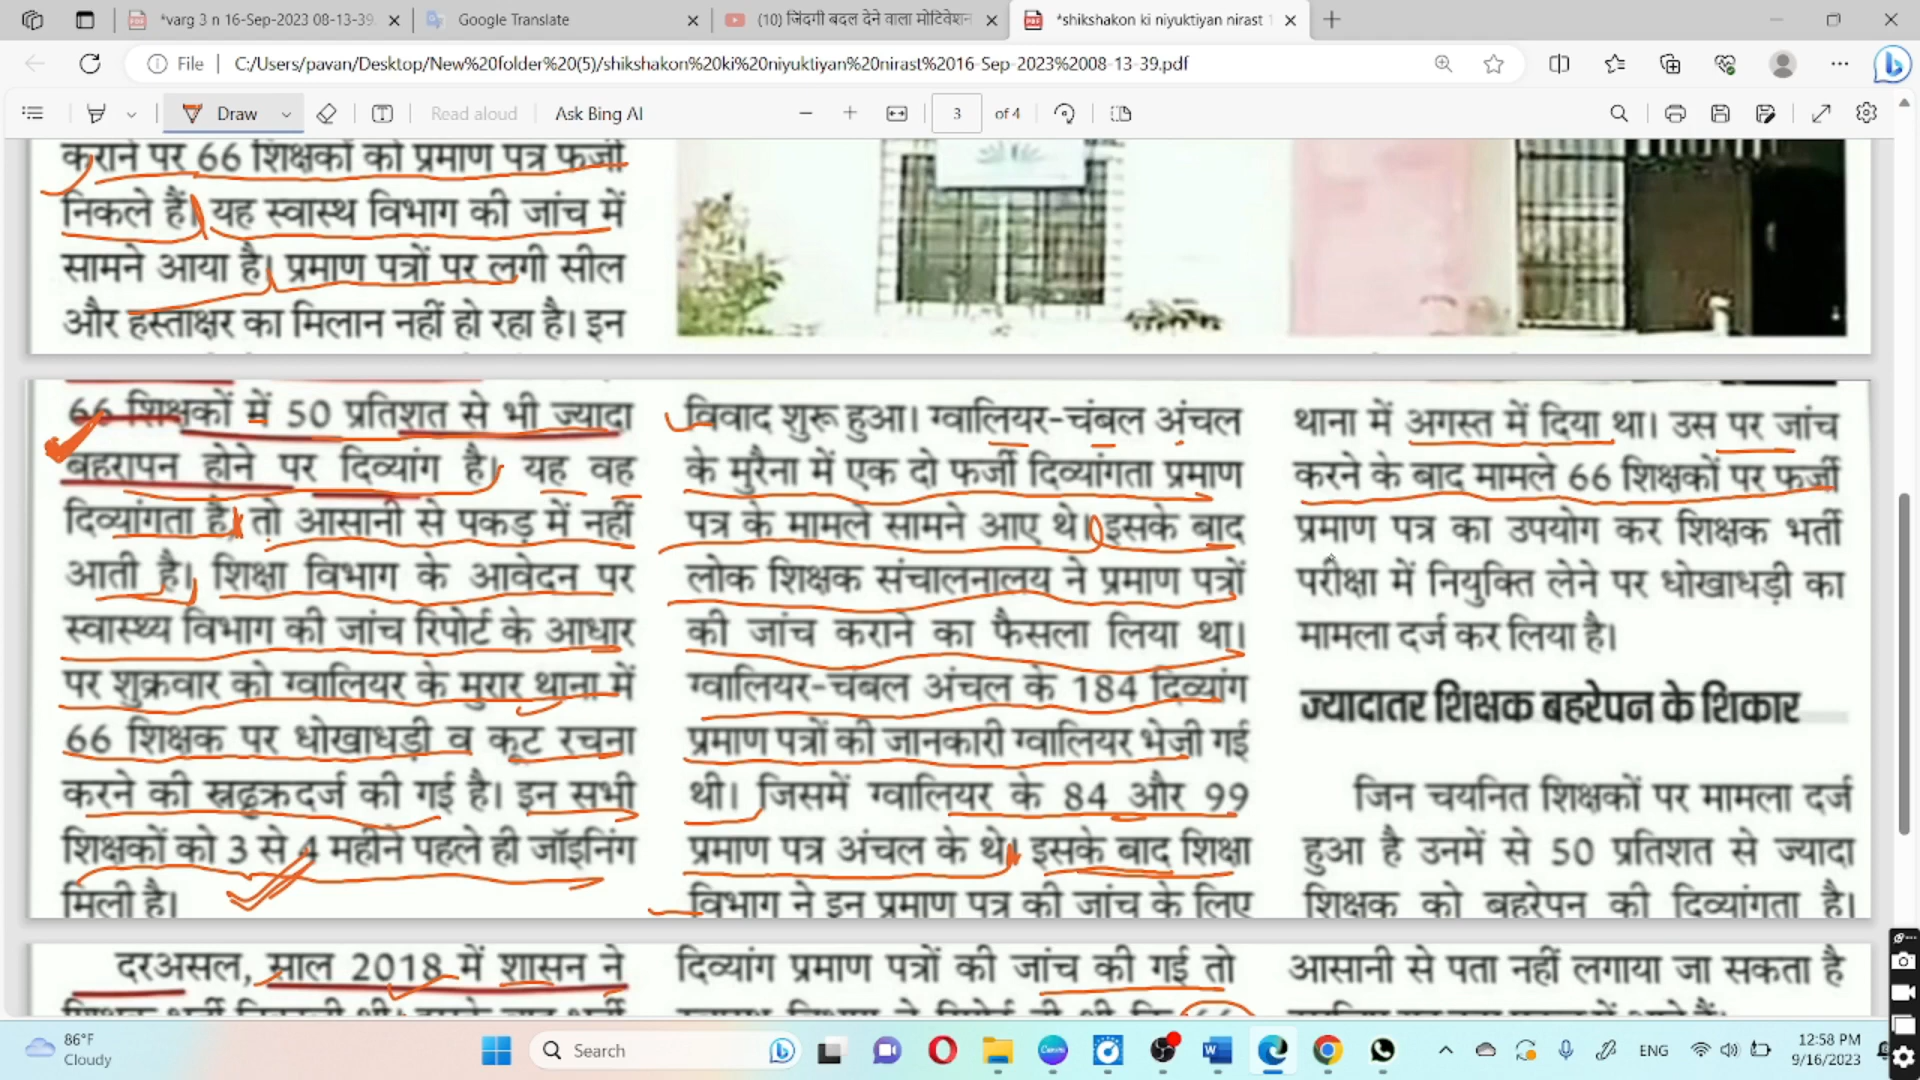 *varg 3 n 16-Sep-2023 08-13-39.
Google Translate
(10) जिंदगी बदल देने वाला मोटिवेशन
*shikshakon ki niyuktiyan nirast 1
File
C:/Users/pavan/Desktop/New%20folder%20(5)/shikshakon%20ki%20niyuktiyan%20nirast%2016-Sep-2023%2008-13-39.pdf
Draw
Read aloud
Ask Bing AI
3 of 4
कराने पर 66 शिक्षकों को प्रमाण पत्र फर्जी
निकले हैं। यह स्वास्थ विभाग की जांच में
सामने आया है। प्रमाण पत्रों पर लगी सील
और हस्ताक्षर का मिलान नहीं हो रहा है। इन
66 शिक्षकों में 50 प्रतिशत से भी ज्यादा
बहरापन होने पर दिव्यांग है। यह वह
दिव्यांगता है। तो आसानी से पकड़ में नहीं
आती है। शिक्षा विभाग के आवेदन पर
स्वास्थ्य विभाग की जांच रिपोर्ट के आधार
पर शुक्रवार को ग्वालियर के मुरार थाना में
66 शिक्षक पर धोखाधड़ी व कूट रचना
करने की स्नढ्ढक्रदर्ज की गई है। इन सभी
शिक्षकों को 3 से 4 महीने पहले ही जॉइनिंग
मिली है।
विवाद शुरू हुआ। ग्वालियर-चंबल अंचल
के मुरैना में एक दो फर्जी दिव्यांगता प्रमाण
पत्र के मामले सामने आए थे। इसके बाद
लोक शिक्षक संचालनालय ने प्रमाण पत्रों
की जांच कराने का फैसला लिया था।
ग्वालियर-चंबल अंचल के 184 दिव्यांग
प्रमाण पत्रों की जानकारी ग्वालियर भेजी गई
थी। जिसमें ग्वालियर के 84 और 99
प्रमाण पत्र अंचल के थे। इसके बाद शिक्षा
विभाग ने इन प्रमाण पत्र की जांच के लिए
थाना में अगस्त में दिया था। उस पर जांच
करने के बाद मामले 66 शिक्षकों पर फर्जी
प्रमाण पत्र का उपयोग कर शिक्षक भर्ती
परीक्षा में नियुक्ति लेने पर धोखाधड़ी का
मामला दर्ज कर लिया है।
ज्यादातर शिक्षक बहरेपन के शिकार
जिन चयनित शिक्षकों पर मामला दर्ज
हुआ है उनमें से 50 प्रतिशत से ज्यादा
शिक्षक को बहरेपन की दिव्यांगता है।
दरअसल, साल 2018 में शासन ने
दिव्यांग प्रमाण पत्रों की जांच की गई तो
आसानी से पता नहीं लगाया जा सकता है
86°F
Cloudy
Search
ENG
12:58 PM
9/16/2023